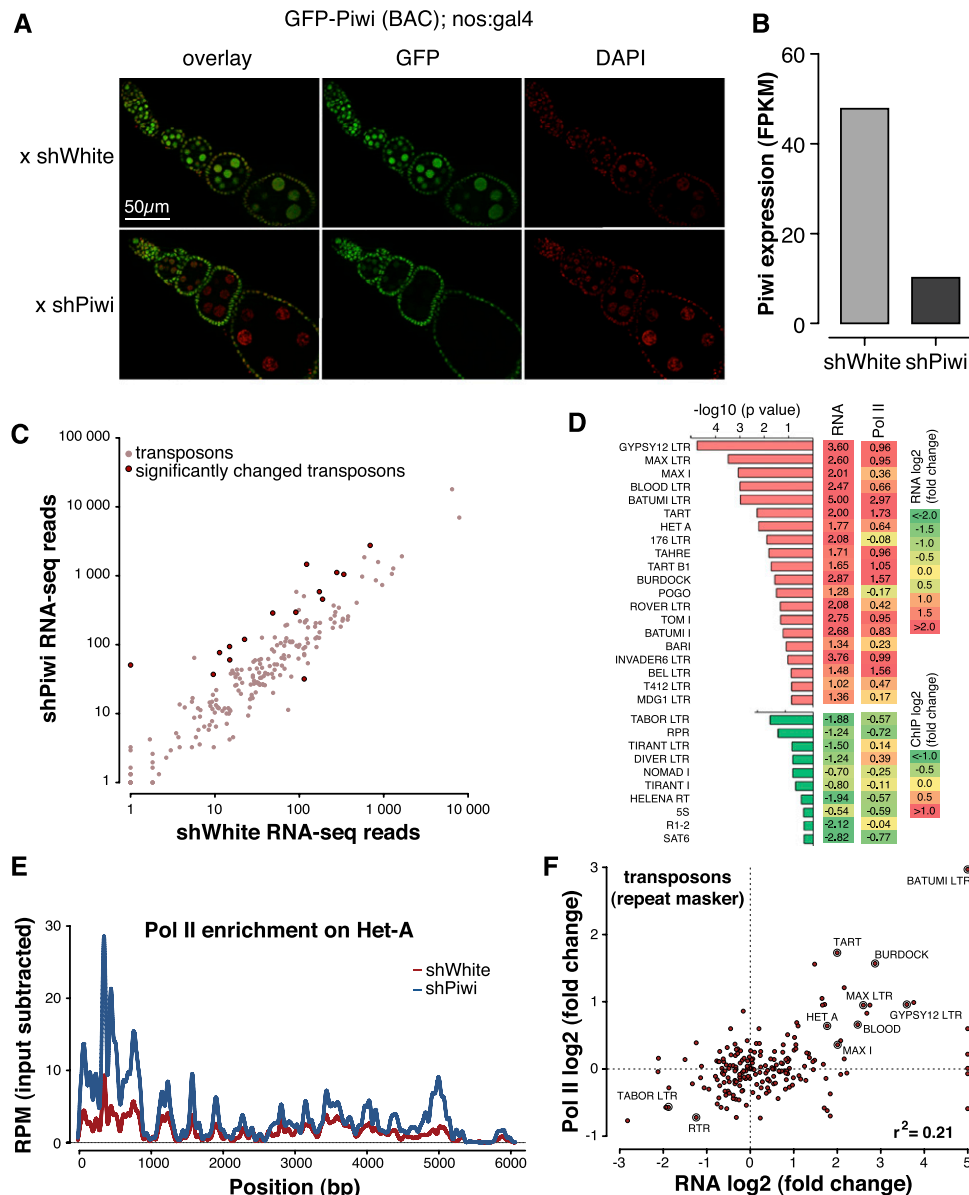 A
GFP-Piwi (BAC); nos:gal4
overlay GFP DAPI
x shWhite
50µm
x shPiwi
B
Piwi expression (FPKM)
60
40
20
0
shWhite shPiwi
C
shPiwi RNA-seq reads
100 000
10 000
1 000
100
10
1
transposons
significantly changed transposons
1 10 100 1 000 10 000
shWhite RNA-seq reads
D
-log10 (p value)
4 3 2 1
RNA
Pol II
GYPSY12 LTR 3.60 0.96
MAX LTR 2.60 0.95
MAX I 2.01 0.36
BLOOD LTR 2.47 0.66
BATUMI LTR 5.00 2.97
TART 2.00 1.73
HET A 1.77 0.64
176 LTR 2.08 -0.08
TAHRE 1.71 0.96
TART B1 1.65 1.05
BURDOCK 2.87 1.57
POGO 1.28 -0.17
ROVER LTR 2.08 0.42
TOM I 2.75 0.95
BATUMI I 2.68 0.83
BARI 1.34 0.23
INVADER6 LTR 3.76 0.99
BEL LTR 1.48 1.56
T412 LTR 1.02 0.47
MDG1 LTR 1.36 0.17
TABOR LTR -1.88 -0.57
RPR -1.24 -0.72
TIRANT LTR -1.50 0.14
DIVER LTR -1.24 0.39
NOMAD I -0.70 -0.25
TIRANT I -0.80 -0.11
HELENA RT -1.94 -0.57
5S -0.54 -0.59
R1-2 -2.12 -0.04
SAT6 -2.82 -0.77
RNA log2
(fold change)
<-2.0
-1.5
-1.0
-0.5
0.0
0.5
1.0
1.5
>2.0
ChIP log2
(fold change)
<-1.0
-0.5
0.0
0.5
>1.0
E
Pol II enrichment on Het-A
RPM (input subtracted)
30
20
10
0
shWhite
shPiwi
0 1000 2000 3000 4000 5000 6000
Position (bp)
F
transposons
(repeat masker)
Pol II log2 (fold change)
3
2
1
0
-1
BATUMI LTR
TART
BURDOCK
MAX LTR
GYPSY12 LTR
HET A
BLOOD
MAX I
TABOR LTR
RTR
r²= 0.21
-3 -2 -1 0 1 2 3 4 5
RNA log2 (fold change)